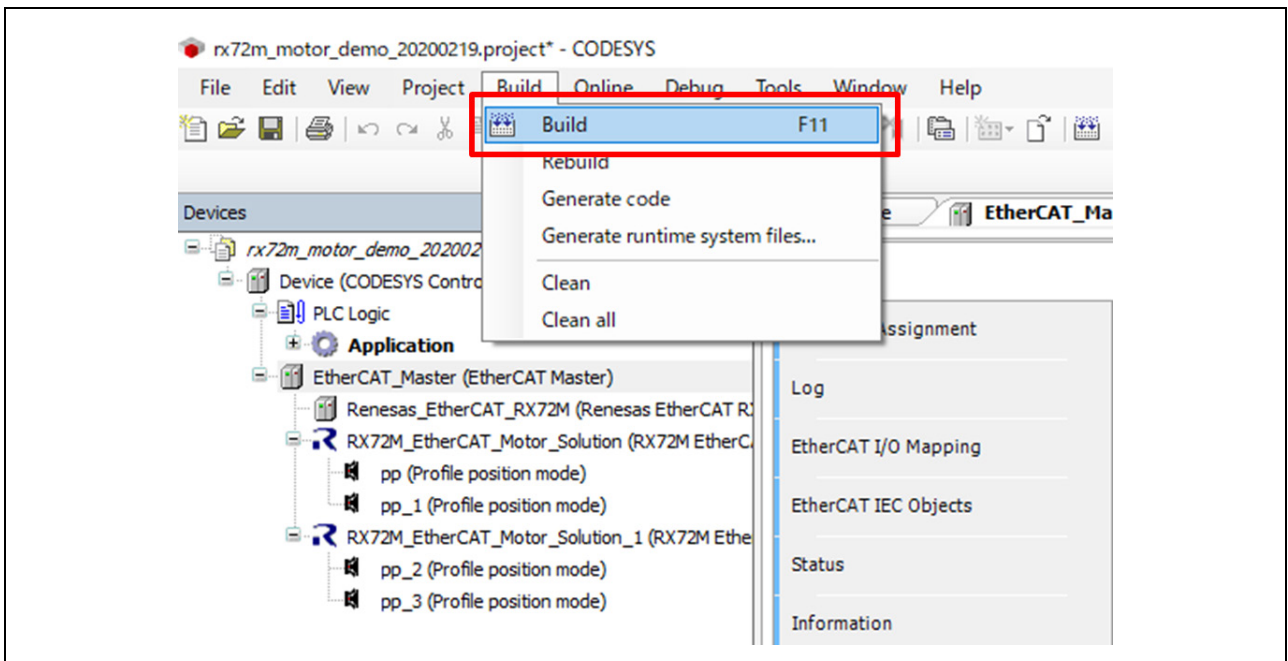 rx72m_motor_demo_20200219.project* - CODESYS
File Edit View Project Build Online Debug Tools Window Help
Build F11
Rebuild
Generate code
Generate runtime system files...
Clean
Clean all
Devices
EtherCAT_Ma
rx72m_motor_demo_202002
Device (CODESYS Contro
PLC Logic
Application
EtherCAT_Master (EtherCAT Master)
Renesas_EtherCAT_RX72M (Renesas EtherCAT R
RX72M_EtherCAT_Motor_Solution (RX72M EtherC
pp (Profile position mode)
pp_1 (Profile position mode)
RX72M_EtherCAT_Motor_Solution_1 (RX72M Ethe
pp_2 (Profile position mode)
pp_3 (Profile position mode)
Assignment
Log
EtherCAT I/O Mapping
EtherCAT IEC Objects
Status
Information